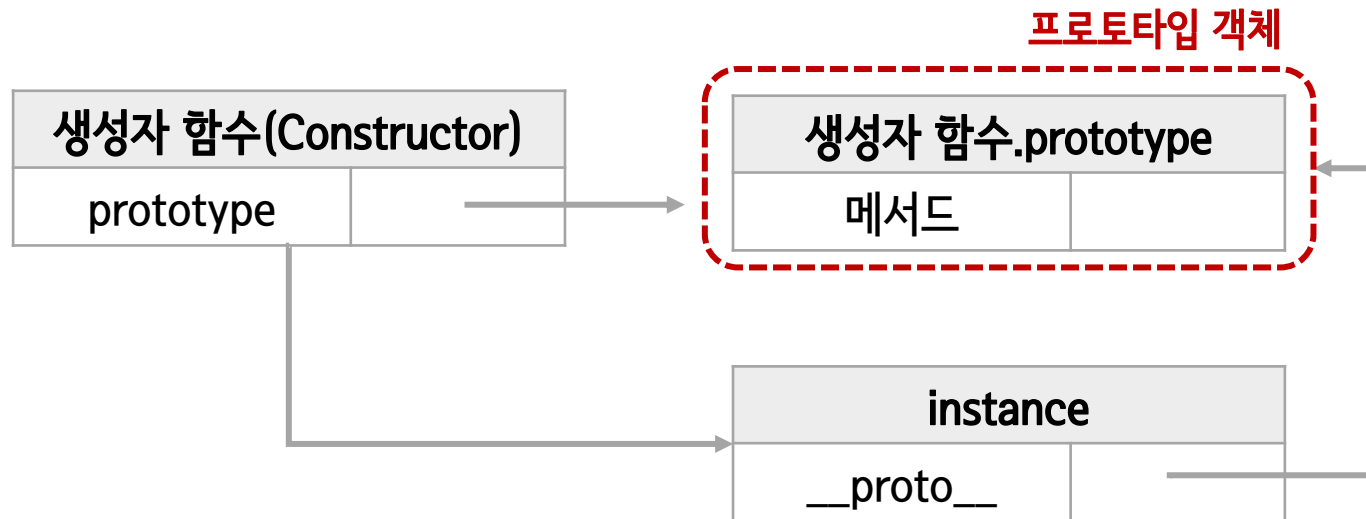 프로토타입 객체
생성자 함수(Constructor)
prototype
생성자 함수.prototype
메서드
instance
__proto__